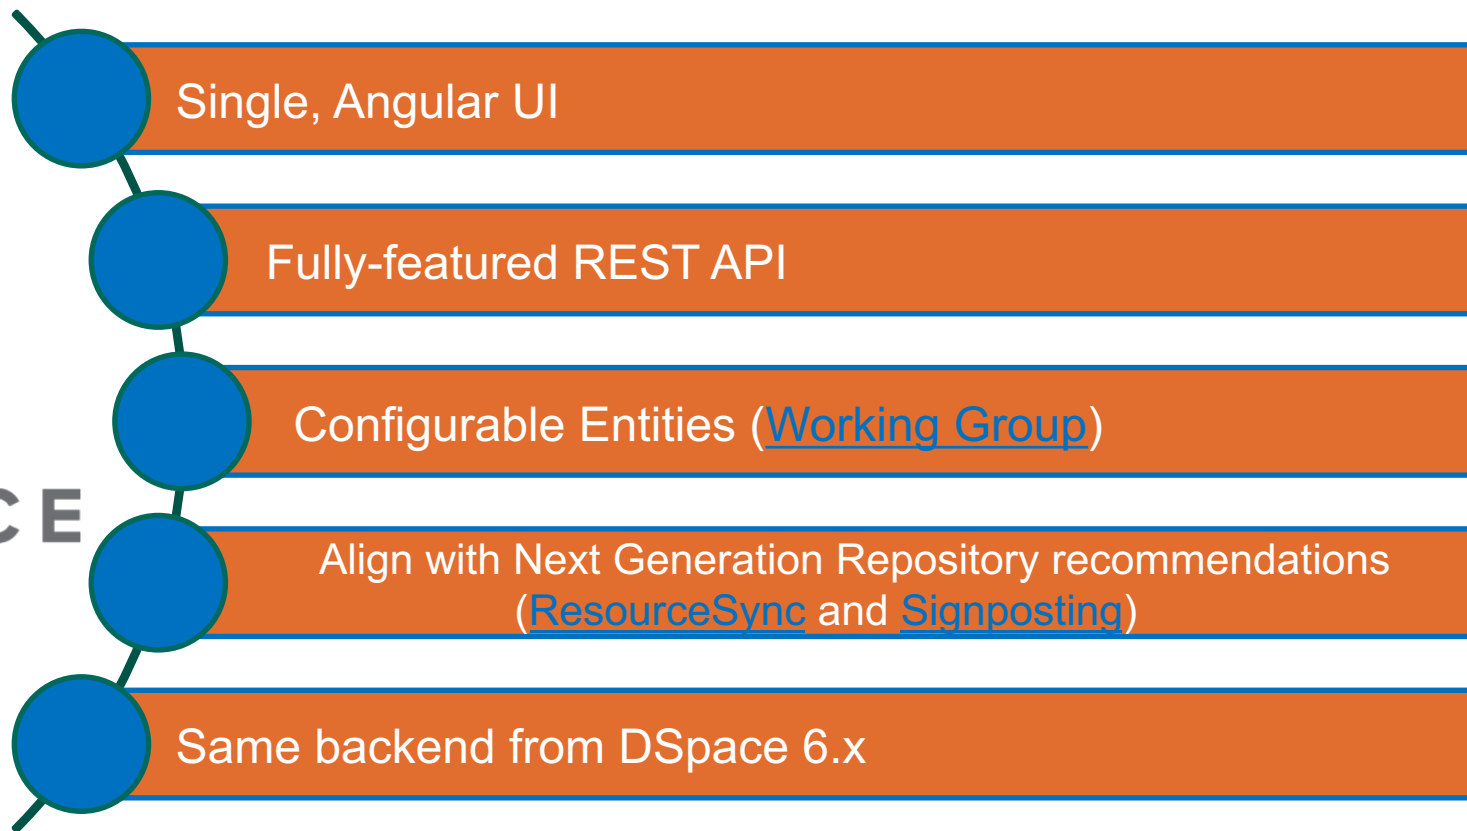 Single, Angular UI
Fully-featured REST API
Configurable Entities (Working Group)
CE
Align with Next Generation Repository recommendations
(ResourceSync and Signposting)
Same backend from DSpace 6.x